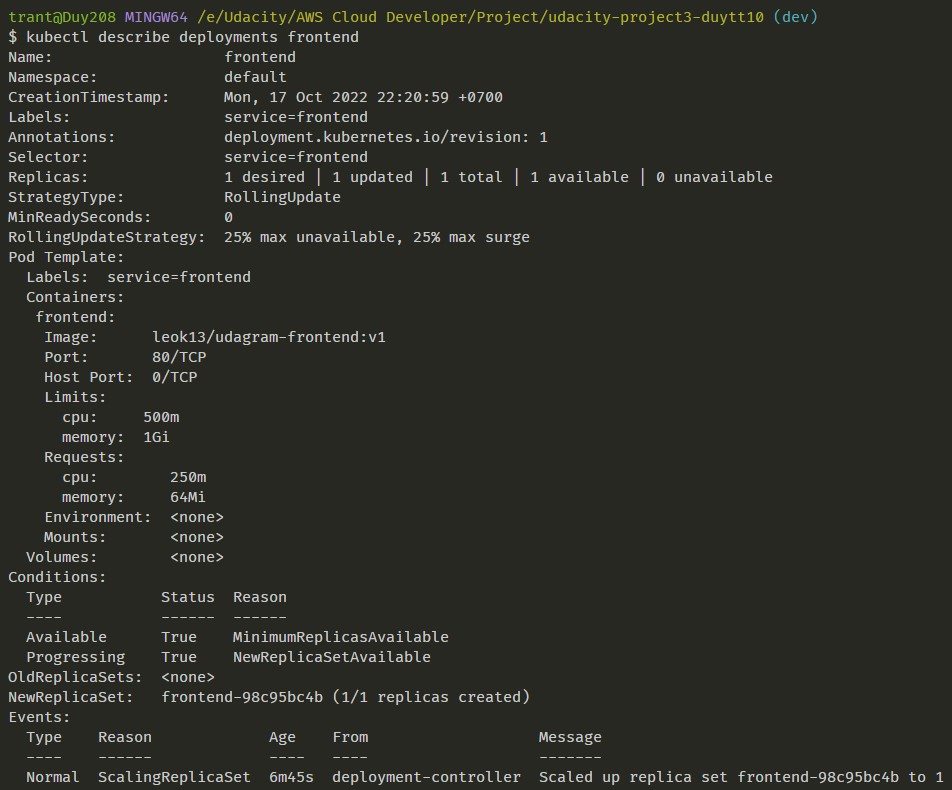 trant@Duy208 MINGW64 /e/Udacity/AWS Cloud Developer/Project/udacity-project3-duytt10 (dev)
$ kubectl describe deployments frontend
Name:                   frontend
Namespace:              default
CreationTimestamp:      Mon, 17 Oct 2022 22:20:59 +0700
Labels:                 service=frontend
Annotations:            deployment.kubernetes.io/revision: 1
Selector:               service=frontend
Replicas:               1 desired | 1 updated | 1 total | 1 available | 0 unavailable
StrategyType:           RollingUpdate
MinReadySeconds:        0
RollingUpdateStrategy:  25% max unavailable, 25% max surge
Pod Template:
  Labels:  service=frontend
  Containers:
   frontend:
    Image:      leok13/udagram-frontend:v1
    Port:       80/TCP
    Host Port:  0/TCP
    Limits:
      cpu:     500m
      memory:  1Gi
    Requests:
      cpu:        250m
      memory:     64Mi
    Environment:  <none>
    Mounts:       <none>
  Volumes:        <none>
Conditions:
  Type           Status  Reason
  ----           ------  ------
  Available      True    MinimumReplicasAvailable
  Progressing    True    NewReplicaSetAvailable
OldReplicaSets:  <none>
NewReplicaSet:   frontend-98c95bc4b (1/1 replicas created)
Events:
  Type    Reason             Age    From                   Message
  ----    ------             ----   ----                   -------
  Normal  ScalingReplicaSet  6m45s  deployment-controller  Scaled up replica set frontend-98c95bc4b to 1